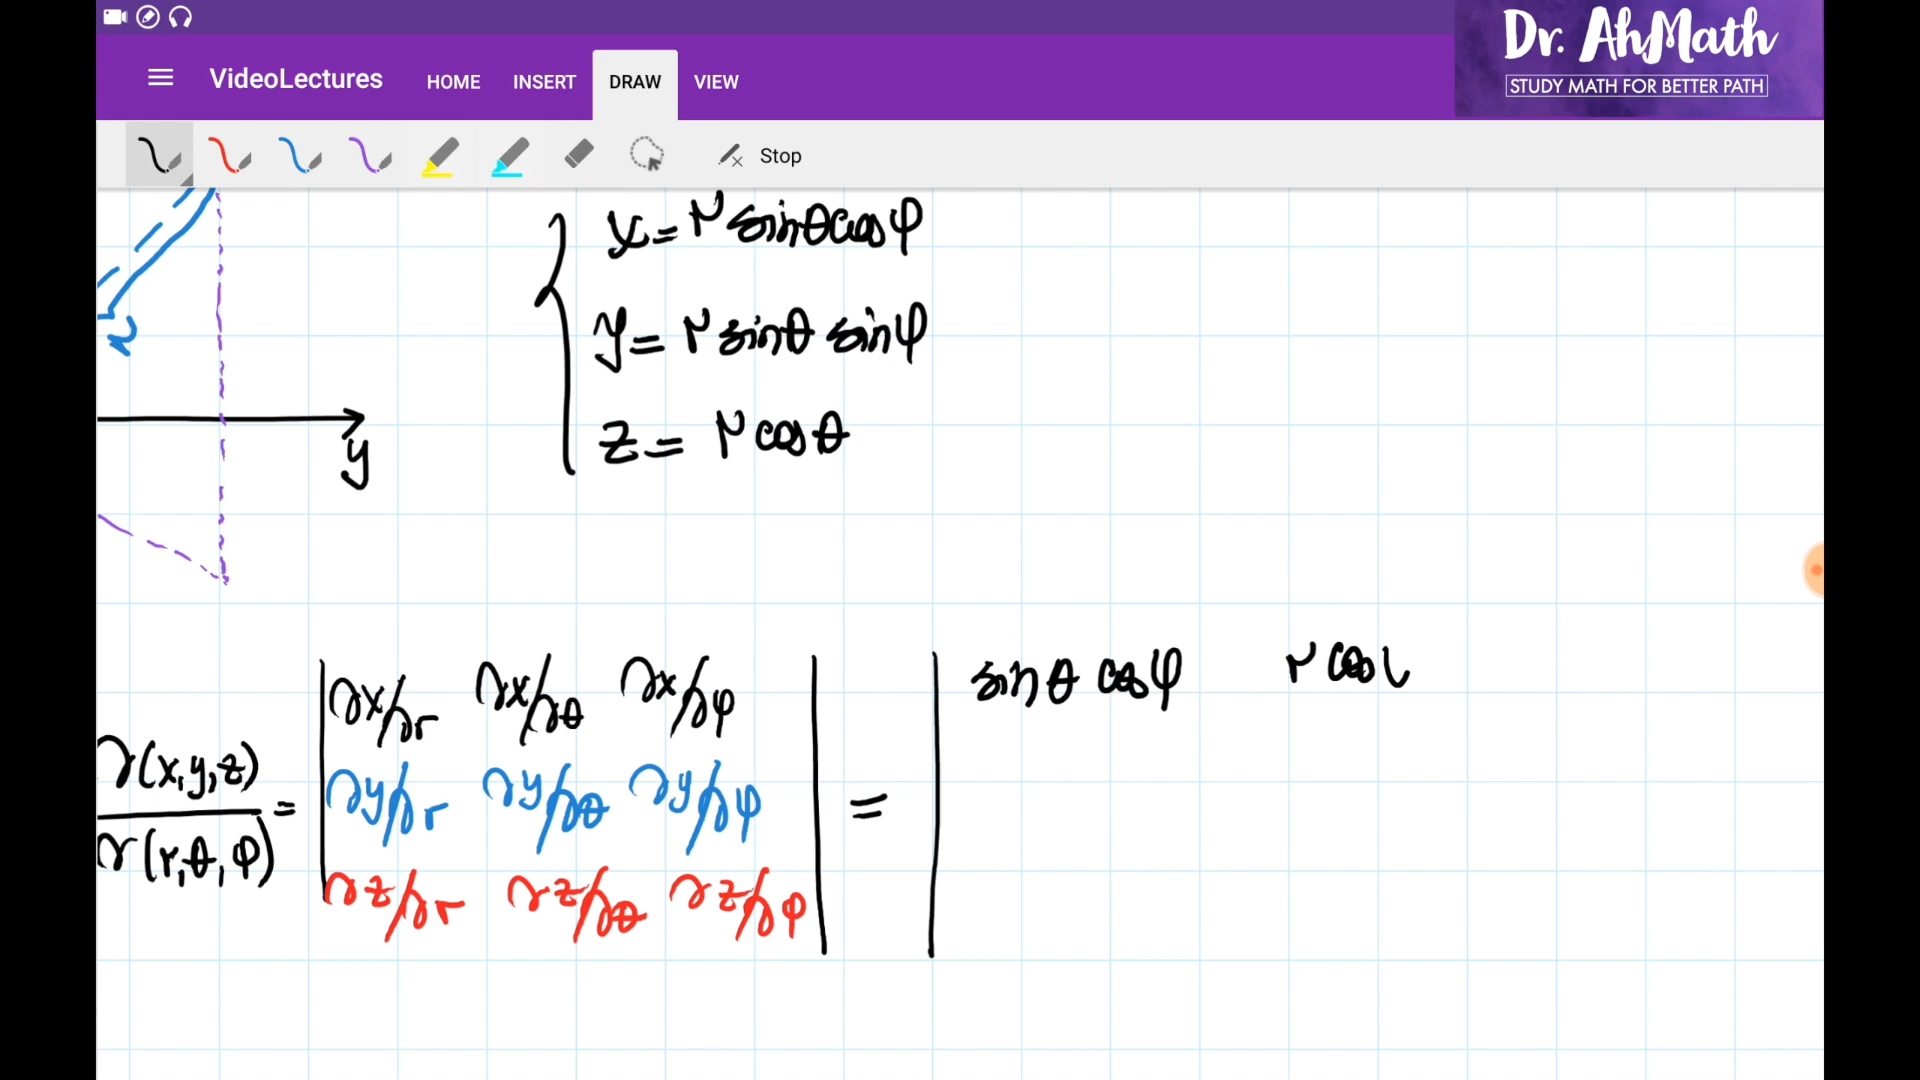 Dr. AhMath
STUDY MATH FOR BETTER PATH
VideoLectures HOME INSERT DRAW VIEW
Stop
x = r sinθ cosφ
y = r sinθ sinφ
z = r cosθ
r
y
∂(x,y,z) / ∂(r,θ,φ) = | ∂x/∂r ∂x/∂θ ∂x/∂φ | = | sinθ cosφ r cos
∂y/∂r ∂y/∂θ ∂y/∂φ
∂z/∂r ∂z/∂θ ∂z/∂φ